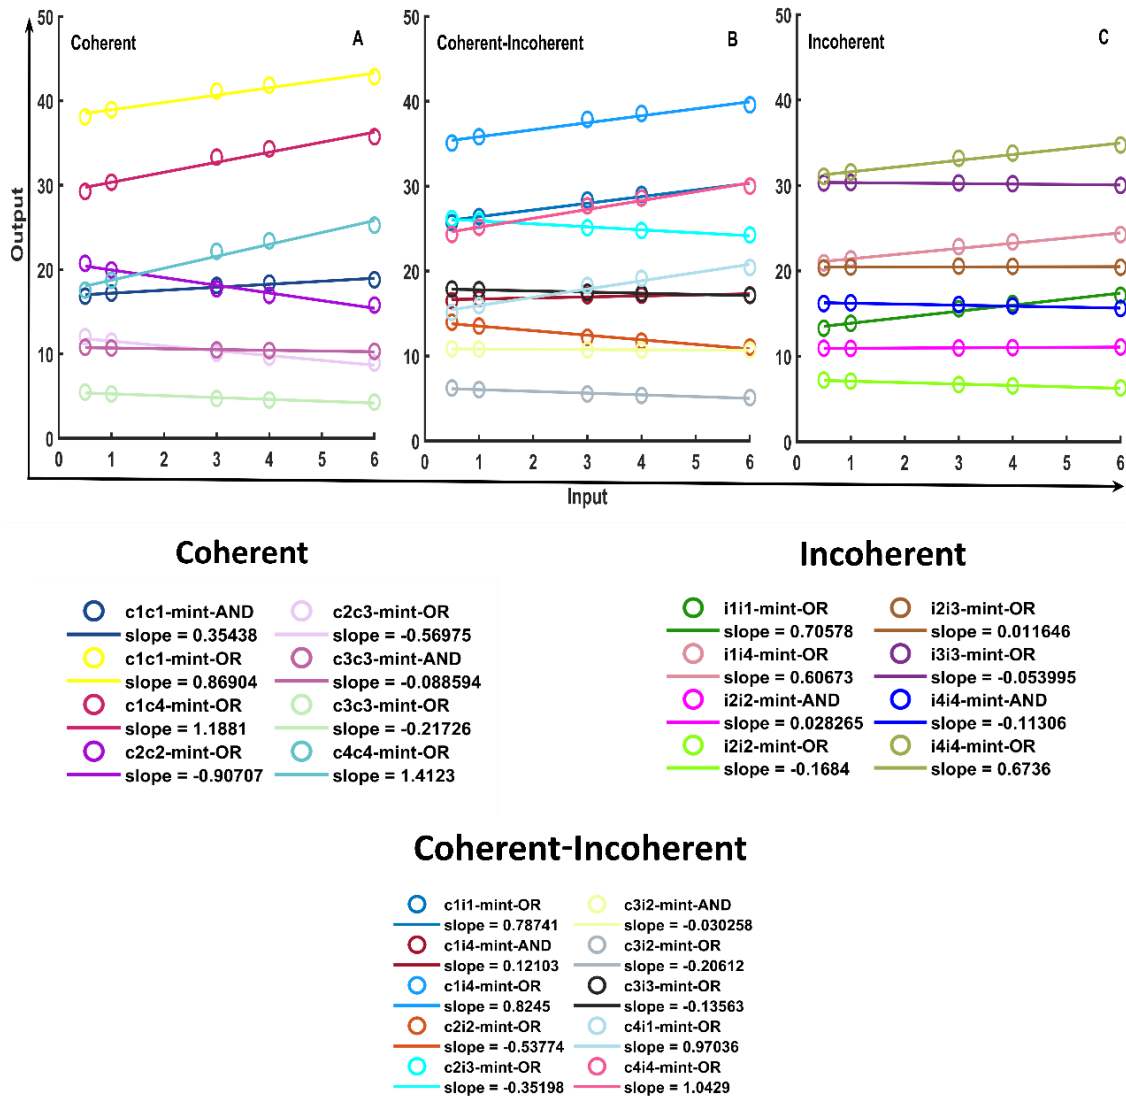 50
40
30
20
10
0
Coherent
A
0 1 2 3 4 5 6
50
40
30
20
10
0
Coherent-Incoherent
B
0 1 2 3 4 5 6
50
40
30
20
10
0
Incoherent
C
0 1 2 3 4 5 6
Output
Input
Coherent
c1c1-mint-AND
slope = 0.35438
c1c1-mint-OR
slope = 0.86904
c1c4-mint-OR
slope = 1.1881
c2c2-mint-OR
slope = -0.90707
c2c3-mint-OR
slope = -0.56975
c3c3-mint-AND
slope = -0.088594
c3c3-mint-OR
slope = -0.21726
c4c4-mint-OR
slope = 1.4123
Incoherent
i1i1-mint-OR
slope = 0.70578
i1i4-mint-OR
slope = 0.60673
i2i2-mint-AND
slope = 0.028265
i2i2-mint-OR
slope = -0.1684
i2i3-mint-OR
slope = 0.011646
i3i3-mint-OR
slope = -0.053995
i4i4-mint-AND
slope = -0.11306
i4i4-mint-OR
slope = 0.6736
Coherent-Incoherent
c1i1-mint-OR
slope = 0.78741
c1i4-mint-AND
slope = 0.12103
c1i4-mint-OR
slope = 0.8245
c2i2-mint-OR
slope = -0.53774
c2i3-mint-OR
slope = -0.35198
c3i2-mint-AND
slope = -0.030258
c3i2-mint-OR
slope = -0.20612
c3i3-mint-OR
slope = -0.13563
c4i1-mint-OR
slope = 0.97036
c4i4-mint-OR
slope = 1.0429